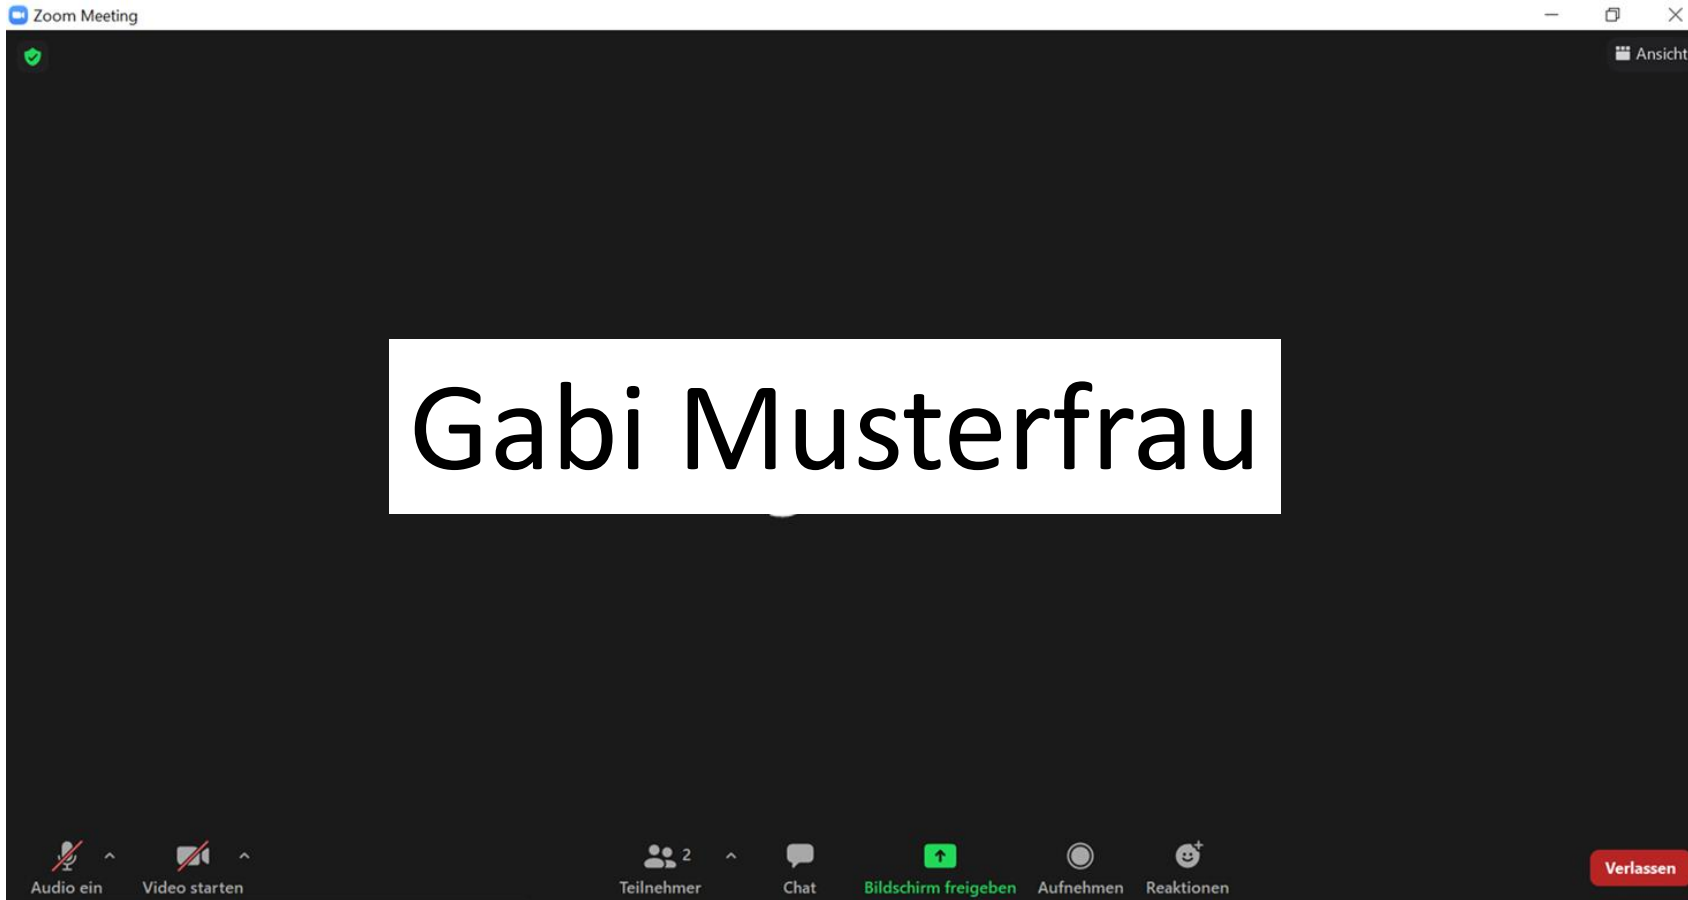 Zoom Meeting
Ansicht
Gabi Musterfrau
Audio ein
Video starten
2
Teilnehmer
Chat
Bildschirm freigeben
Aufnehmen
Reaktionen
Verlassen